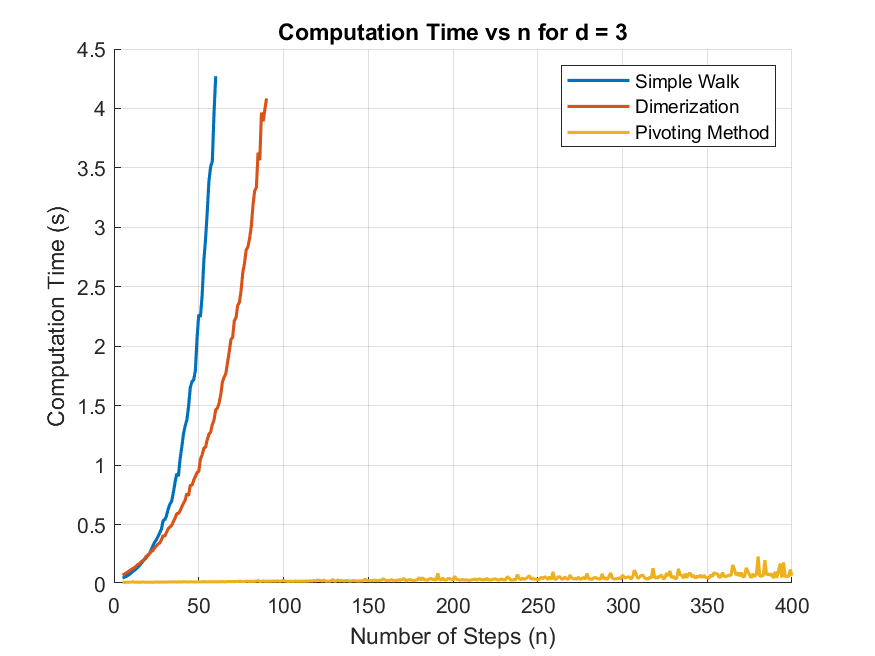 Computation Time vs n for d = 3
Computation Time (s)
4.5
4
3.5
3
2.5
2
1.5
1
0.5
0
Simple Walk
Dimerization
Pivoting Method
0 50 100 150 200 250 300 350 400
Number of Steps (n)